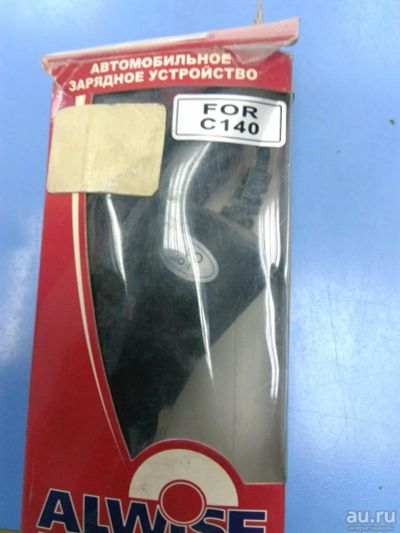 АВТОМОБИЛЬНОЕ
ЗАРЯДНОЕ УСТРОЙСТВО
FOR
C140
ALWISE
au.ru